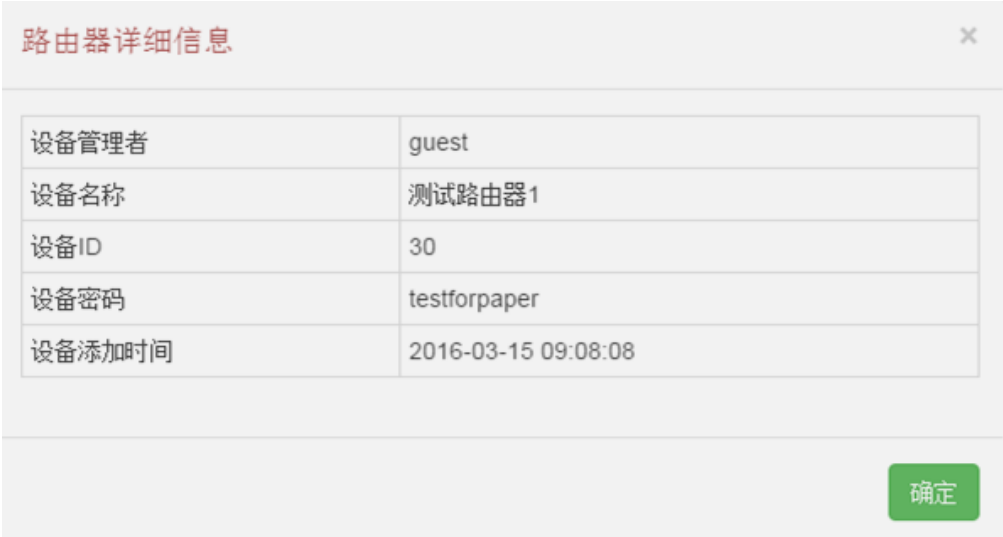 路由器详细信息 ×
设备管理者 guest
设备名称 测试路由器1
设备ID 30
设备密码 testforpaper
设备添加时间 2016-03-15 09:08:08
确定